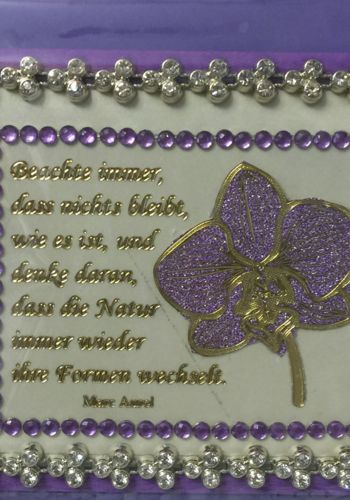 Beachte immer,
dass nichts bleibt,
wie es ist, und
denke daran,
dass die Natur
immer wieder
ihre Formen wechselt.
Marc Aurel